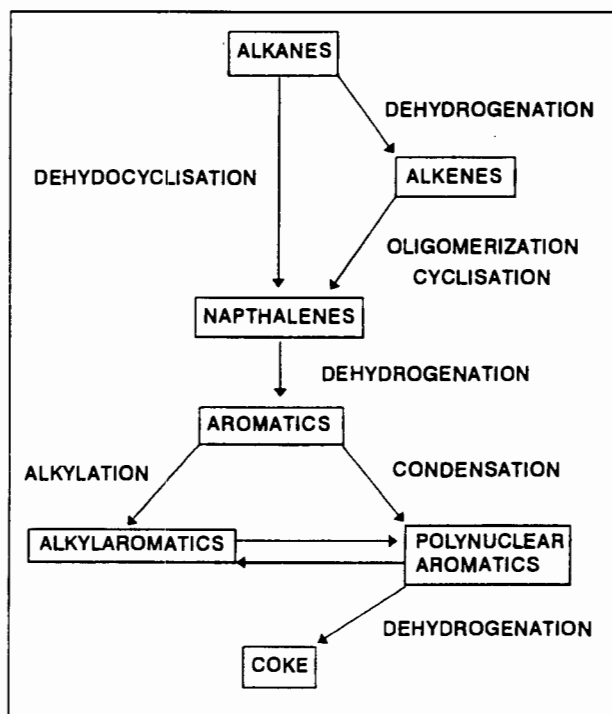 ALKANES
DEHYDROGENATION
DEHYDOCYCLISATION
ALKENES
OLIGOMERIZATION
CYCLISATION
NAPTHALENES
DEHYDROGENATION
AROMATICS
ALKYLATION
CONDENSATION
ALKYLAROMATICS
POLYNUCLEAR
AROMATICS
DEHYDROGENATION
COKE